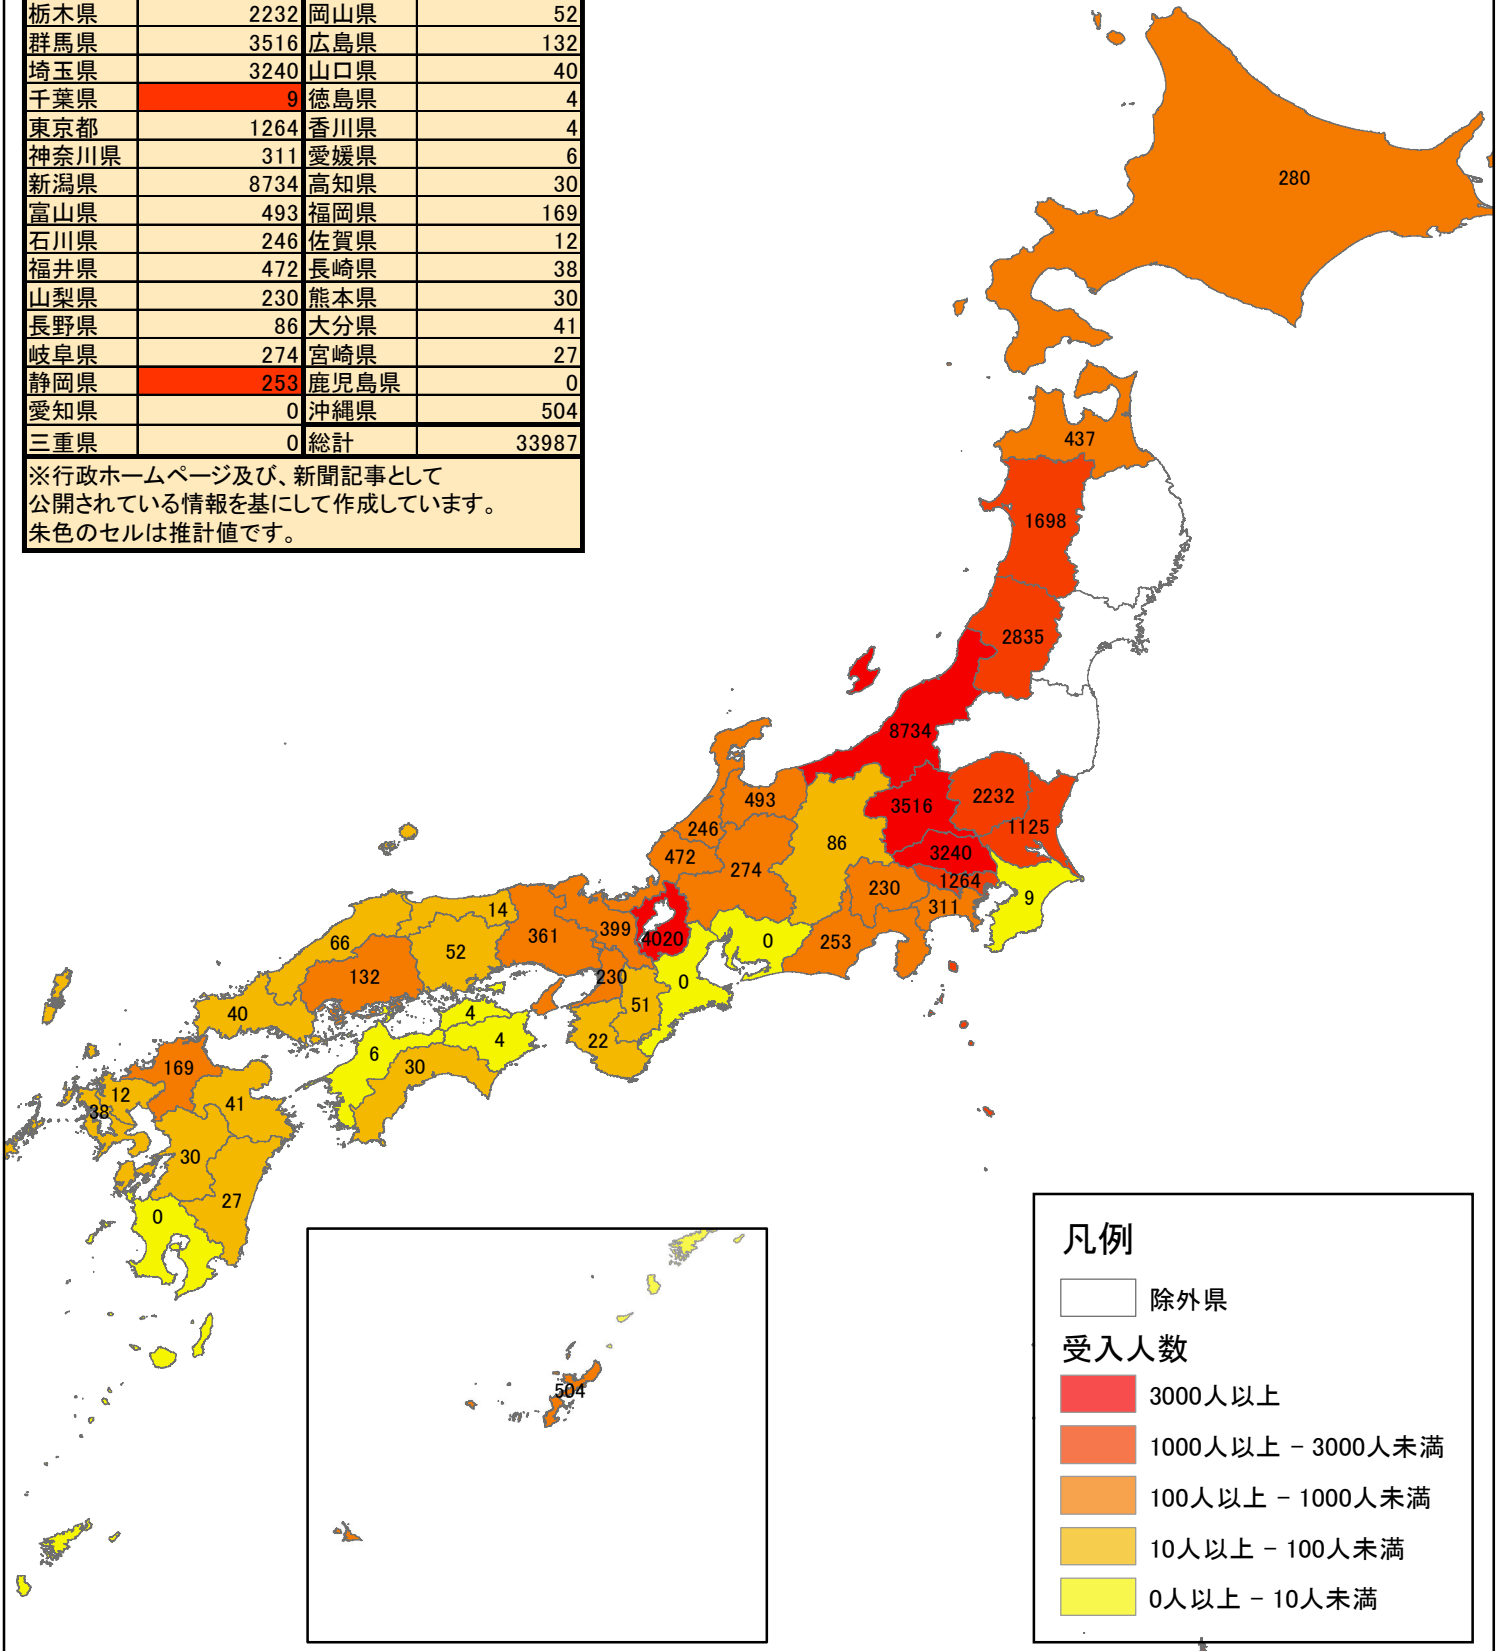 栃木県 2232 岡山県 52
群馬県 3516 広島県 132
埼玉県 3240 山口県 40
千葉県 9 徳島県 4
東京都 1264 香川県 4
神奈川県 311 愛媛県 6
新潟県 8734 高知県 30
富山県 493 福岡県 169
石川県 246 佐賀県 12
福井県 472 長崎県 38
山梨県 230 熊本県 30
長野県 86 大分県 41
岐阜県 274 宮崎県 27
静岡県 253 鹿児島県 0
愛知県 0 沖縄県 504
三重県 0 総計 33987
※行政ホームページ及び、新聞記事として
公開されている情報を基にして作成しています。
朱色のセルは推計値です。
280
437
1698
2835
8734
493
3516
2232
1125
246
86
3240
472
274
1264
230
311
9
14
399
361
4020
0
253
66
52
132
230
0
51
40
4
22
4
6
30
169
12
41
38
30
27
0
504
凡例
除外県
受入人数
3000人以上
1000人以上 - 3000人未満
100人以上 - 1000人未満
10人以上 - 100人未満
0人以上 - 10人未満